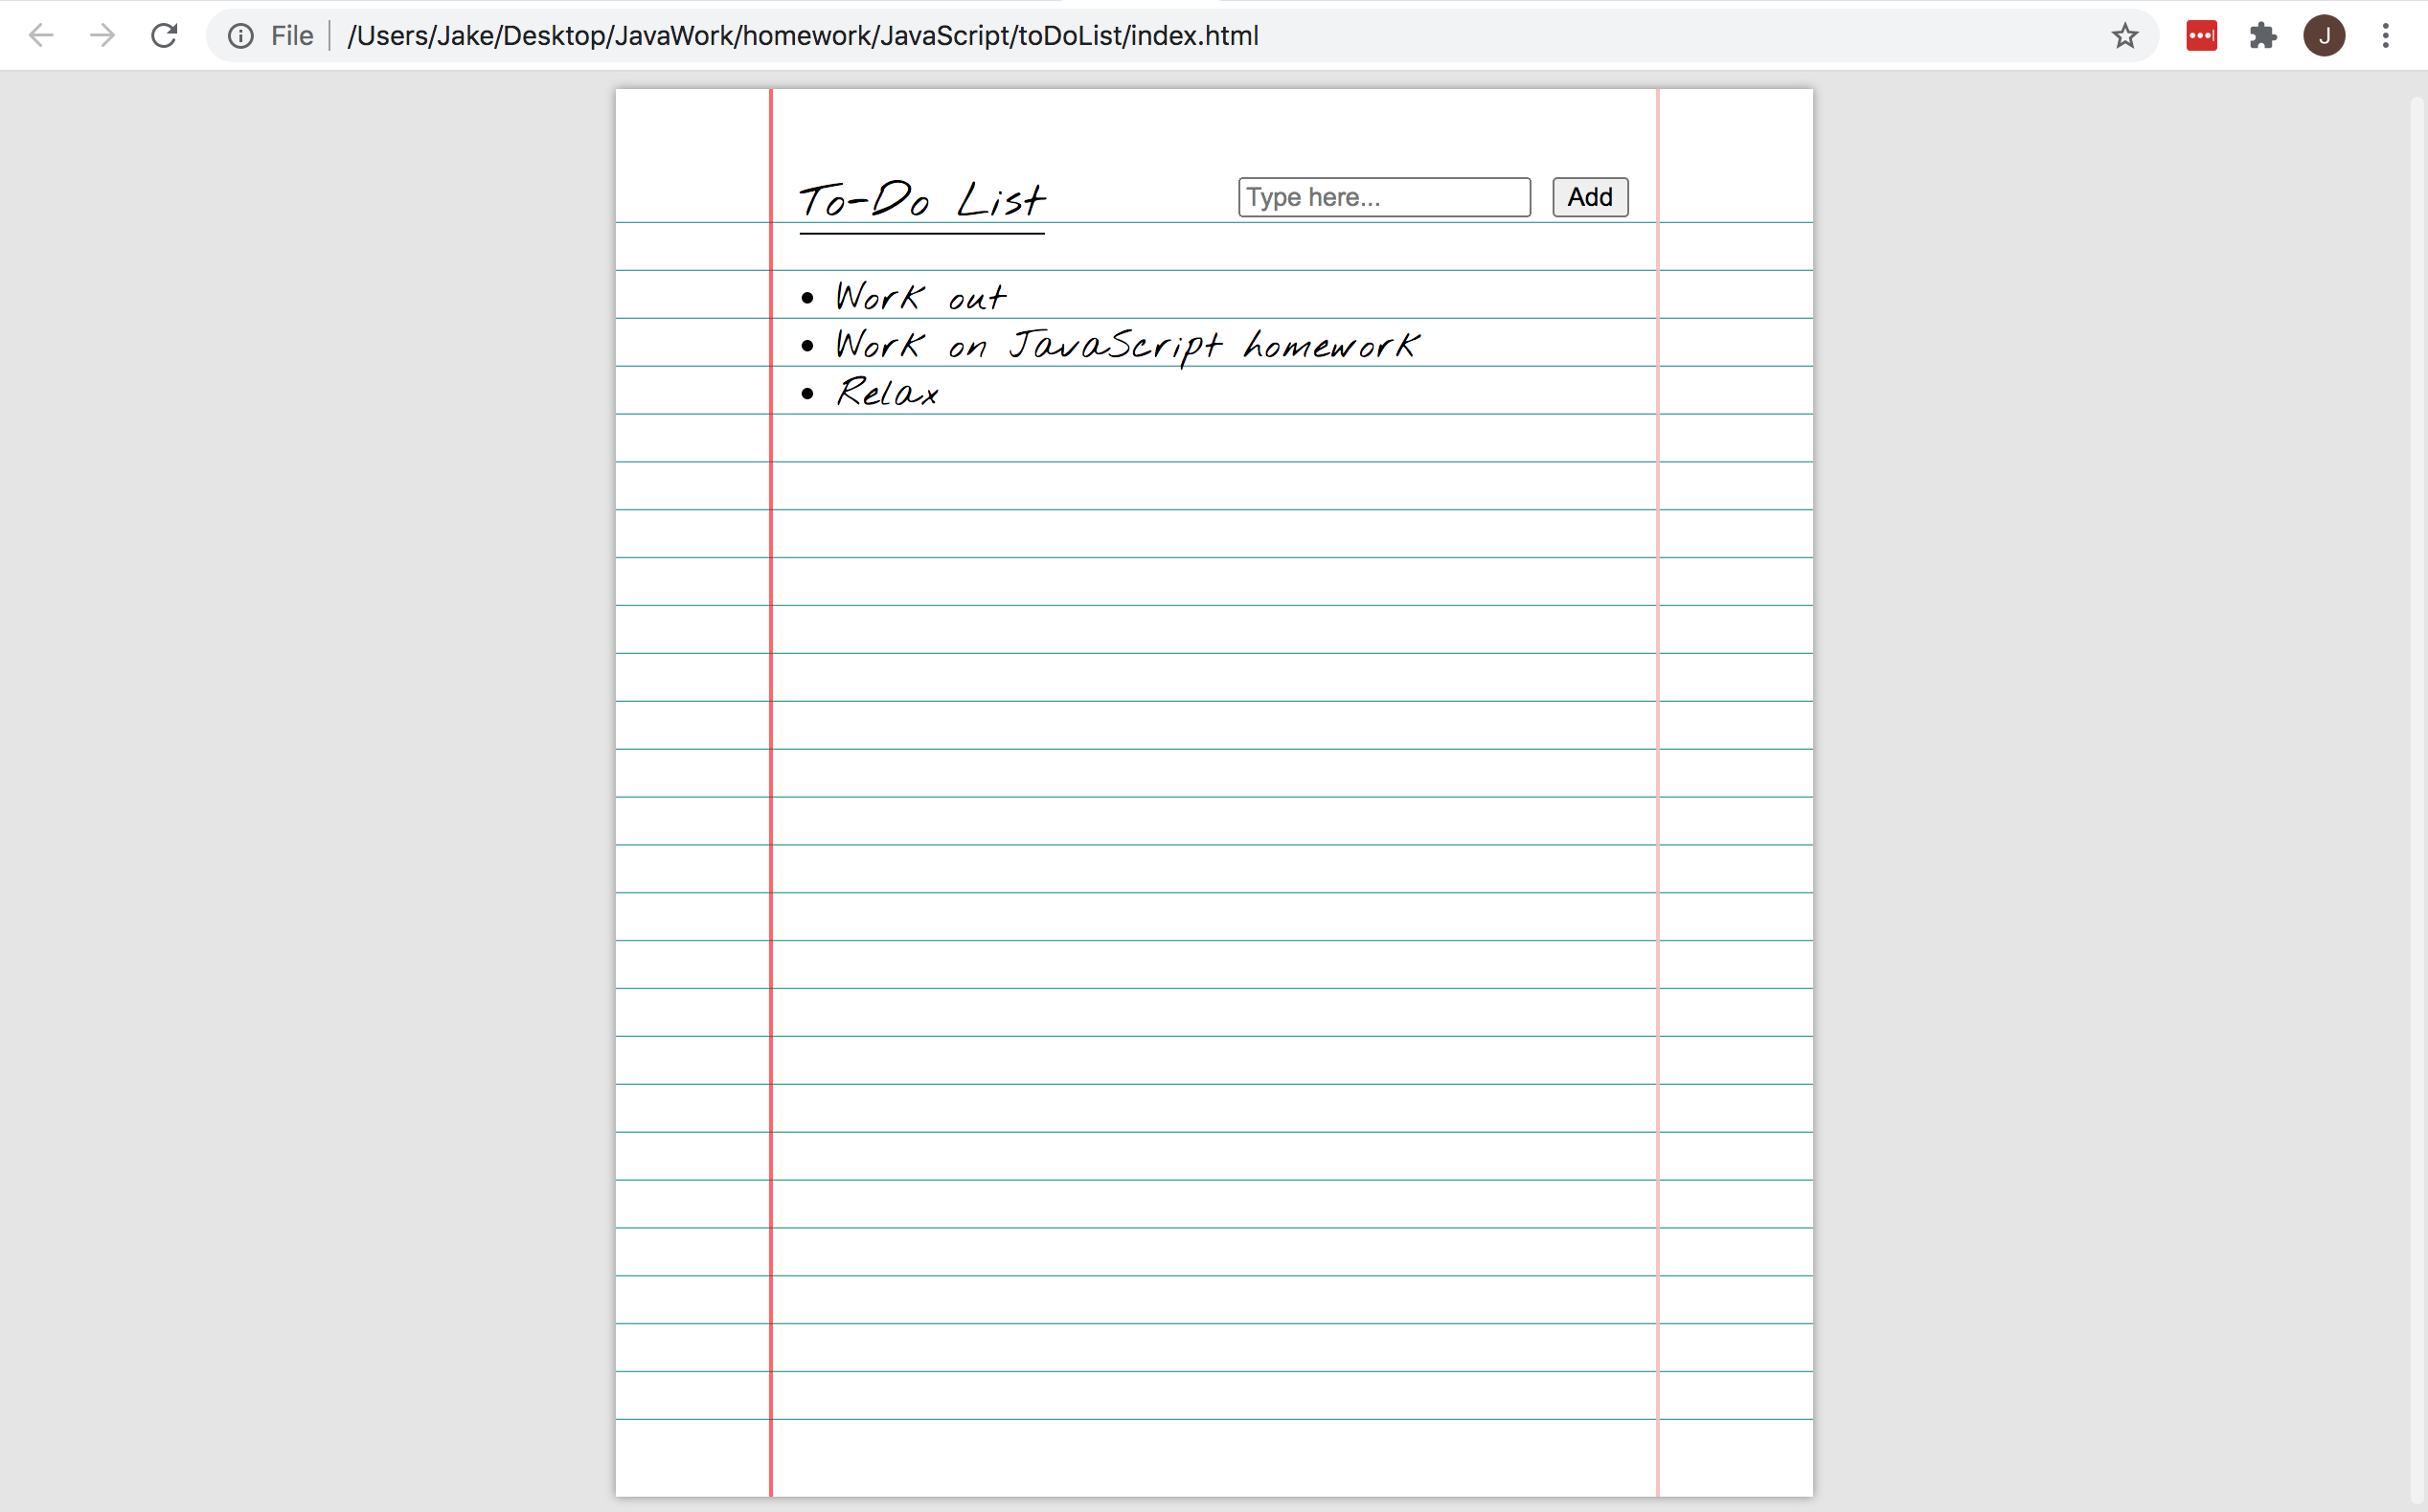 File /Users/Jake/Desktop/JavaWork/homework/JavaScript/toDoList/index.html
J
To-Do List
Type here...
Add
• Work out
• Work on JavaScript homework
• Relax